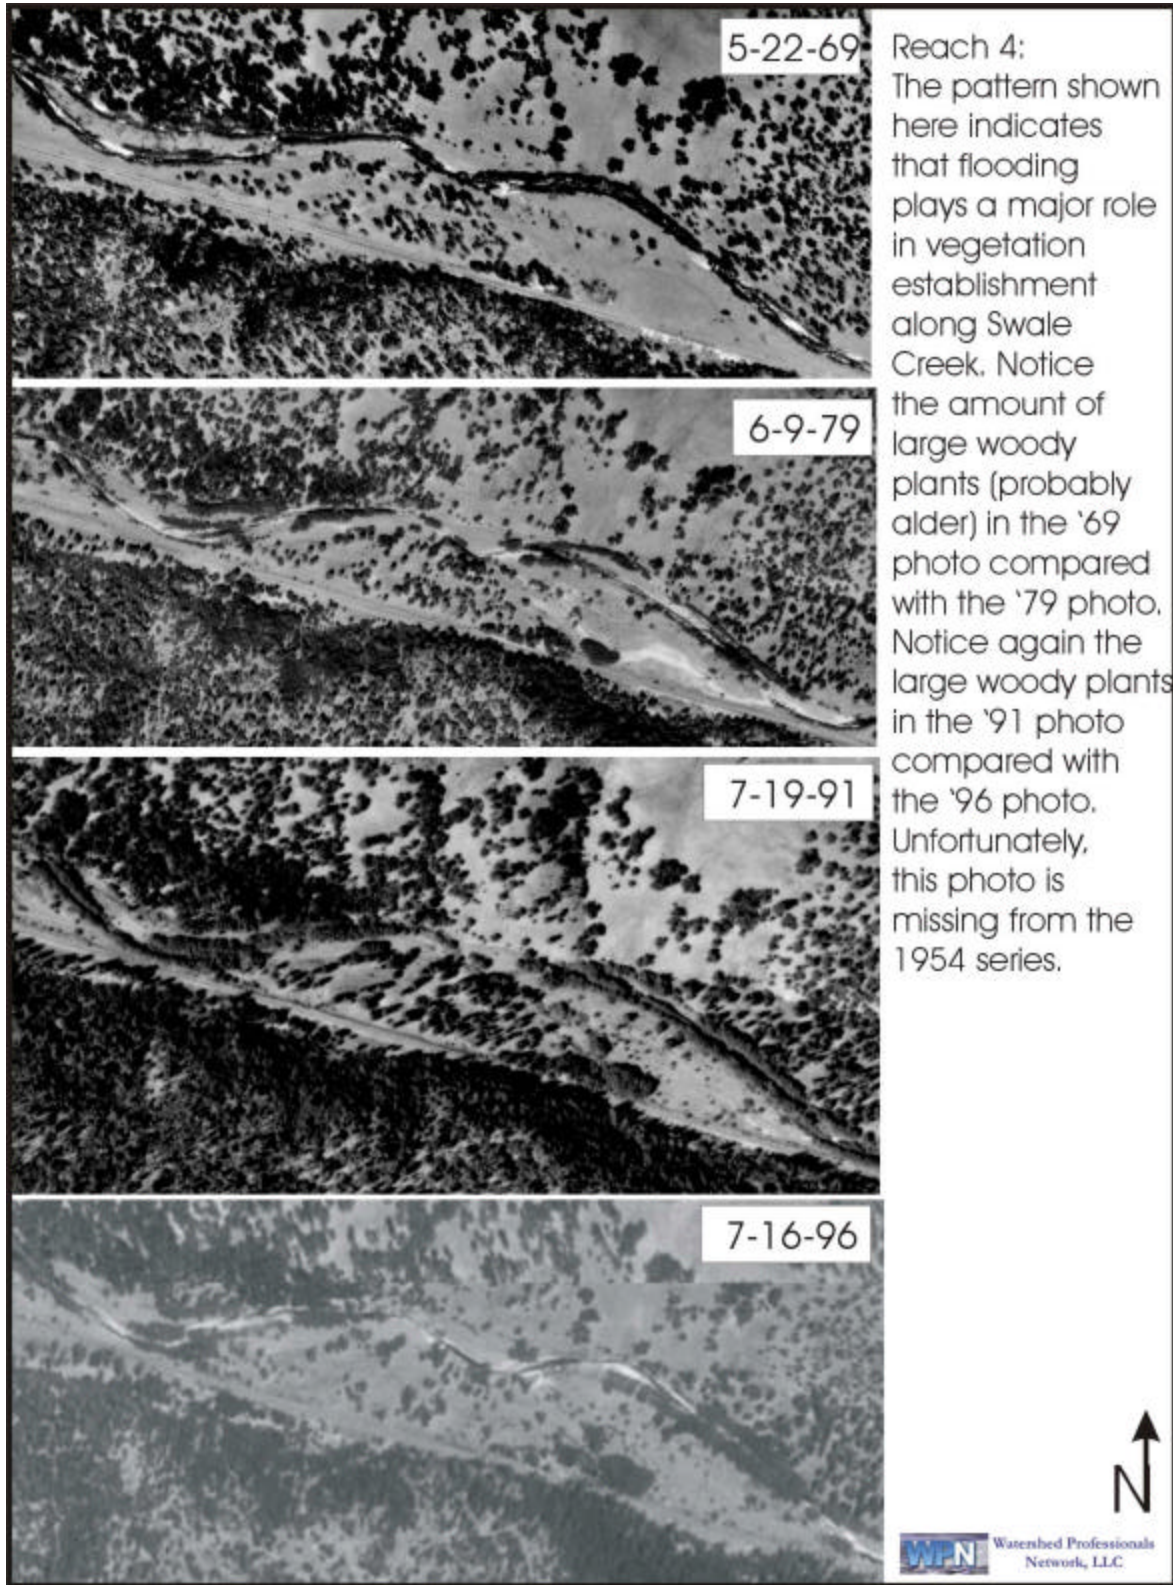 5-22-69
Reach 4:
The pattern shown
here indicates
that flooding
plays a major role
in vegetation
establishment
along Swale
Creek. Notice
the amount of
large woody
plants (probably
alder) in the ‘69
photo compared
with the ‘79 photo.
Notice again the
large woody plants
in the ‘91 photo
compared with
the ‘96 photo.
Unfortunately,
this photo is
missing from the
1954 series.
6-9-79
7-19-91
7-16-96
N
WPN
Watershed Professionals
Network, LLC